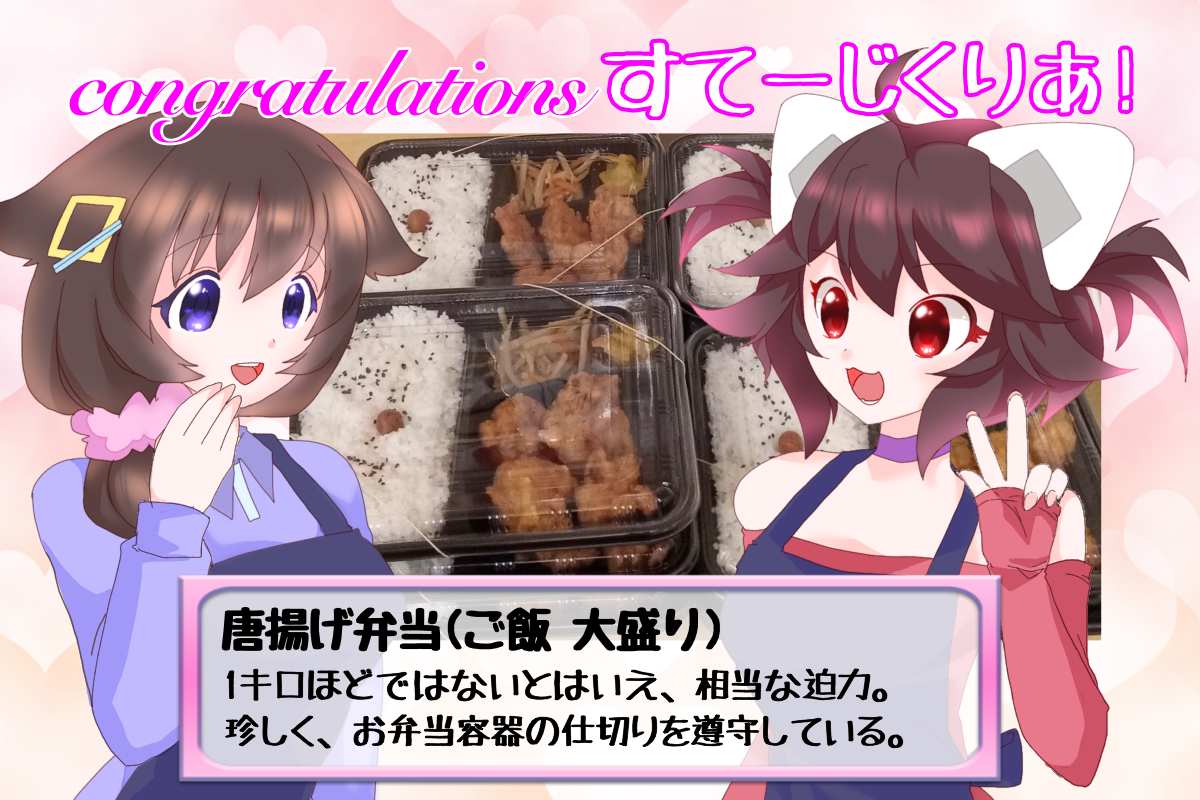 congratulations すてーじくりあ!
唐揚げ弁当(ご飯 大盛り)
1キロほどではないとはいえ、相当な迫力。
珍しく、お弁当容器の仕切りを遵守している。